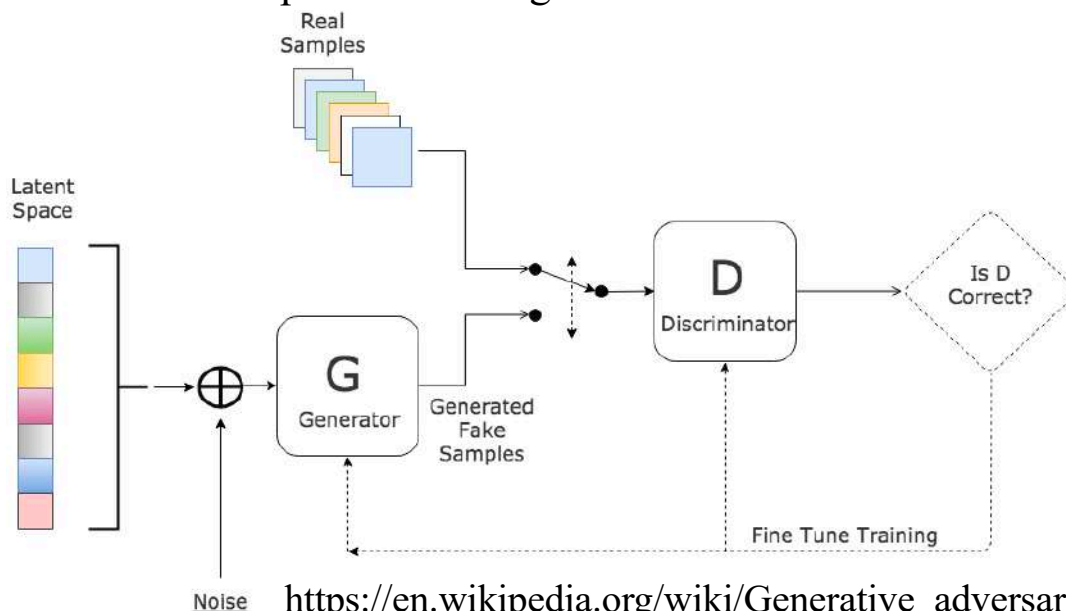 Real
Samples
Latent
Space
D
Discriminator
Is D
Correct?
G
Generator
Generated
Fake
Samples
Fine Tune Training
Noise
https://en.wikipedia.org/wiki/Generative_adversar